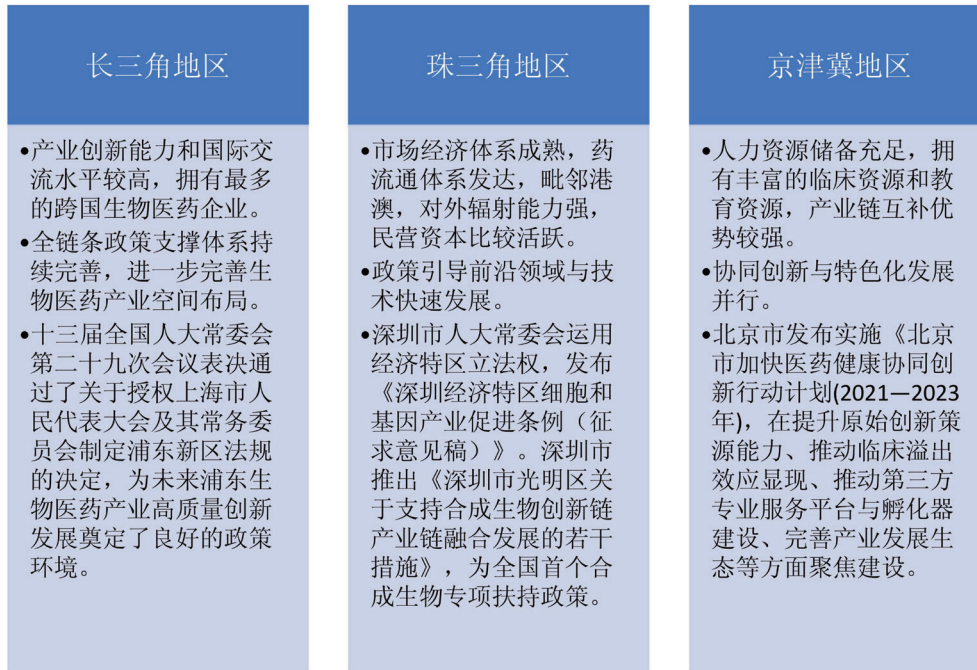 长三角地区
•产业创新能力和国际交
流水平较高，拥有最多
的跨国生物医药企业。
•全链条政策支撑体系持
续完善，进一步完善生
物医药产业空间布局。
•十三届全国人大常委会
第二十九次会议表决通
过了关于授权上海市人
民代表大会及其常务委
员会制定浦东新区法规
的决定，为未来浦东生
物医药产业高质量创新
发展奠定了良好的政策
环境。
珠三角地区
•市场经济体系成熟，药
流通体系发达，毗邻港
澳，对外辐射能力强，
民营资本比较活跃。
•政策引导前沿领域与技
术快速发展。
•深圳市人大常委会运用
经济特区立法权，发布
《深圳经济特区细胞和
基因产业促进条例（征
求意见稿）》。深圳市
推出《深圳市光明区关
于支持合成生物创新链
产业链融合发展的若干
措施》，为全国首个合
成生物专项扶持政策。
京津冀地区
•人力资源储备充足，拥
有丰富的临床资源和教
育资源，产业链互补优
势较强。
•协同创新与特色化发展
并行。
•北京市发布实施《北京
市加快医药健康协同创
新行动计划(2021—2023
年)，在提升原始创新策
源能力、推动临床溢出
效应显现、推动第三方
专业服务平台与孵化器
建设、完善产业发展生
态等方面聚焦建设。